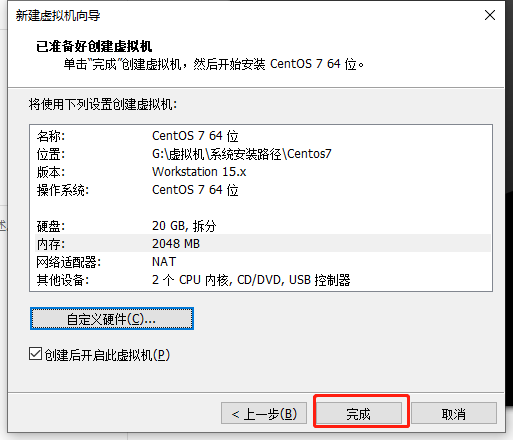 新建虚拟机向导
已准备好创建虚拟机
单击“完成”创建虚拟机，然后开始安装 CentOS 7 64 位。
将使用下列设置创建虚拟机:
名称: CentOS 7 64 位
位置: G:\虚拟机\系统安装路径\Centos7
版本: Workstation 15.x
操作系统: CentOS 7 64 位
硬盘: 20 GB, 拆分
内存: 2048 MB
网络适配器: NAT
其他设备: 2 个 CPU 内核, CD/DVD, USB 控制器
自定义硬件(C)...
创建后开启此虚拟机(P)
< 上一步(B) 完成 取消